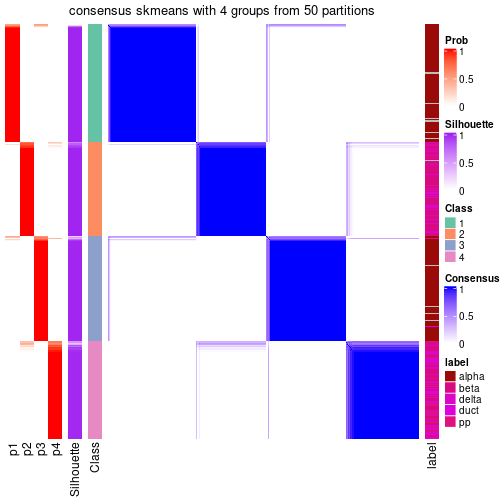 consensus skmeans with 4 groups from 50 partitions
Prob
1
0.5
0
Silhouette
1
0.5
0
Class
1
2
3
4
Consensus
1
0.5
0
label
alpha
beta
delta
duct
pp
p1
p2
p3
p4
Silhouette
Class
label